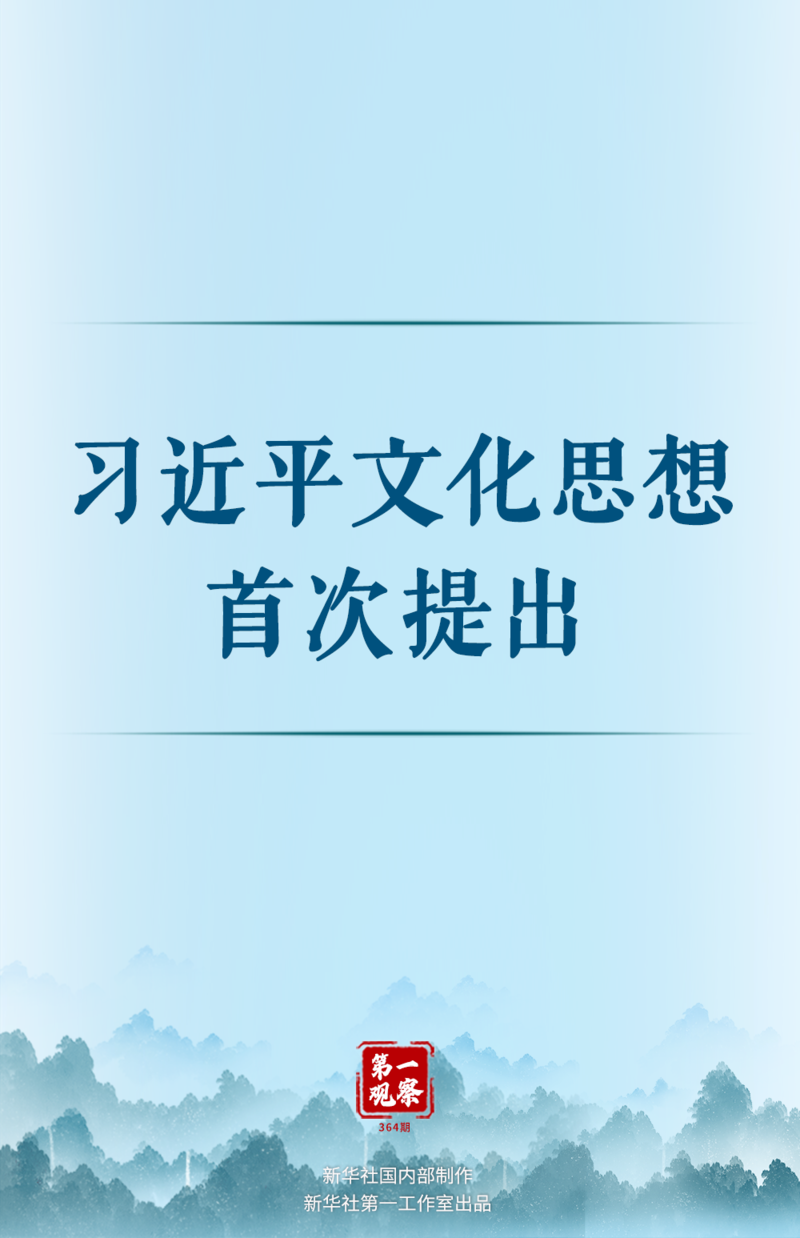 习近平文化思想
首次提出
第一
观察
364期
新华社国内部制作
新华社第一工作室出品